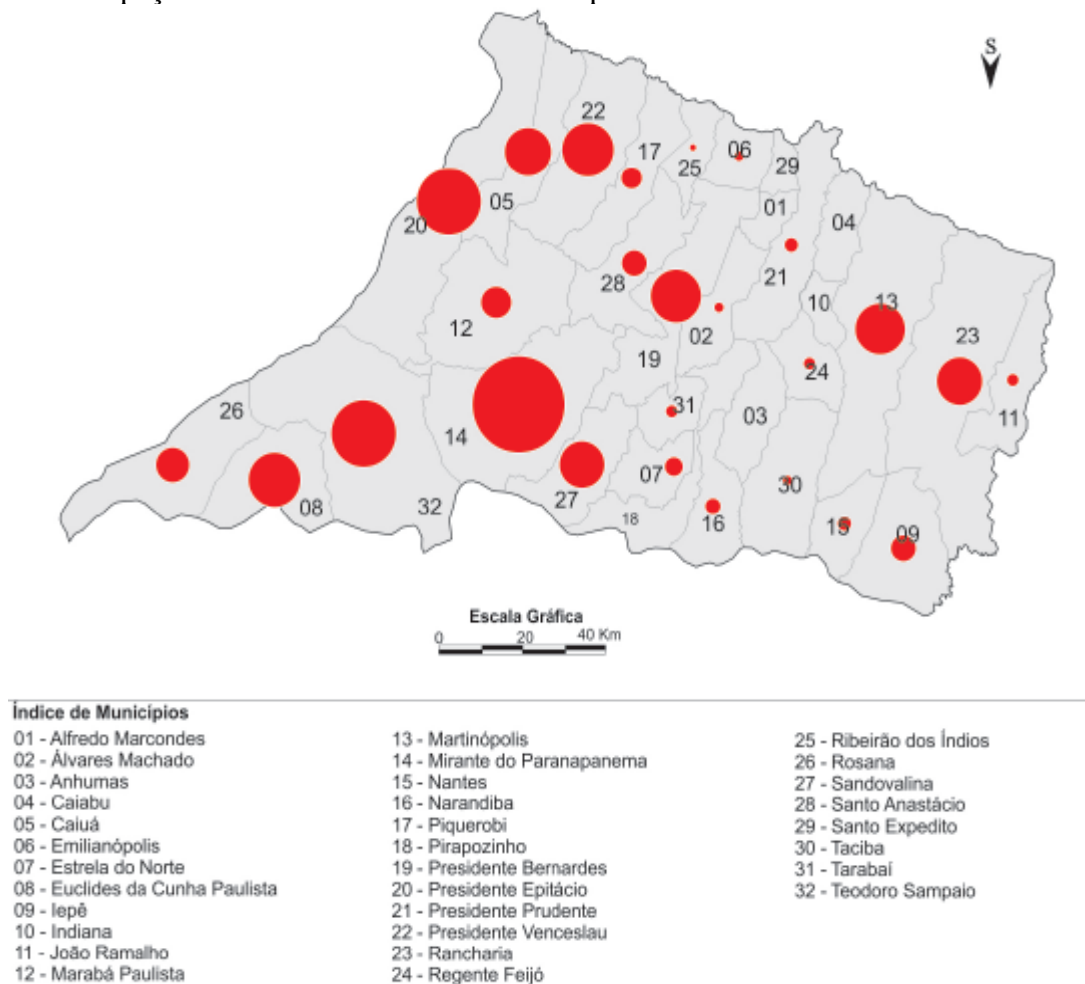 S
22
17
25
06
29
05
01
04
20
28
21
12
10
13
02
23
19
24
31
03
11
26
14
07
27
30
08
32
18
16
19
09
Escala Gráfica
0 20 40 Km
Índice de Municípios
01 - Alfredo Marcondes
02 - Álvares Machado
03 - Anhumas
04 - Caiabu
05 - Caiuá
06 - Emilianópolis
07 - Estrela do Norte
08 - Euclides da Cunha Paulista
09 - Iepê
10 - Indiana
11 - João Ramalho
12 - Marabá Paulista
13 - Martinópolis
14 - Mirante do Paranapanema
15 - Nantes
16 - Narandiba
17 - Piquerobi
18 - Pirapozinho
19 - Presidente Bernardes
20 - Presidente Epitácio
21 - Presidente Prudente
22 - Presidente Venceslau
23 - Rancharia
24 - Regente Feijó
25 - Ribeirão dos Índios
26 - Rosana
27 - Sandovalina
28 - Santo Anastácio
29 - Santo Expedito
30 - Taciba
31 - Tarabaí
32 - Teodoro Sampaio